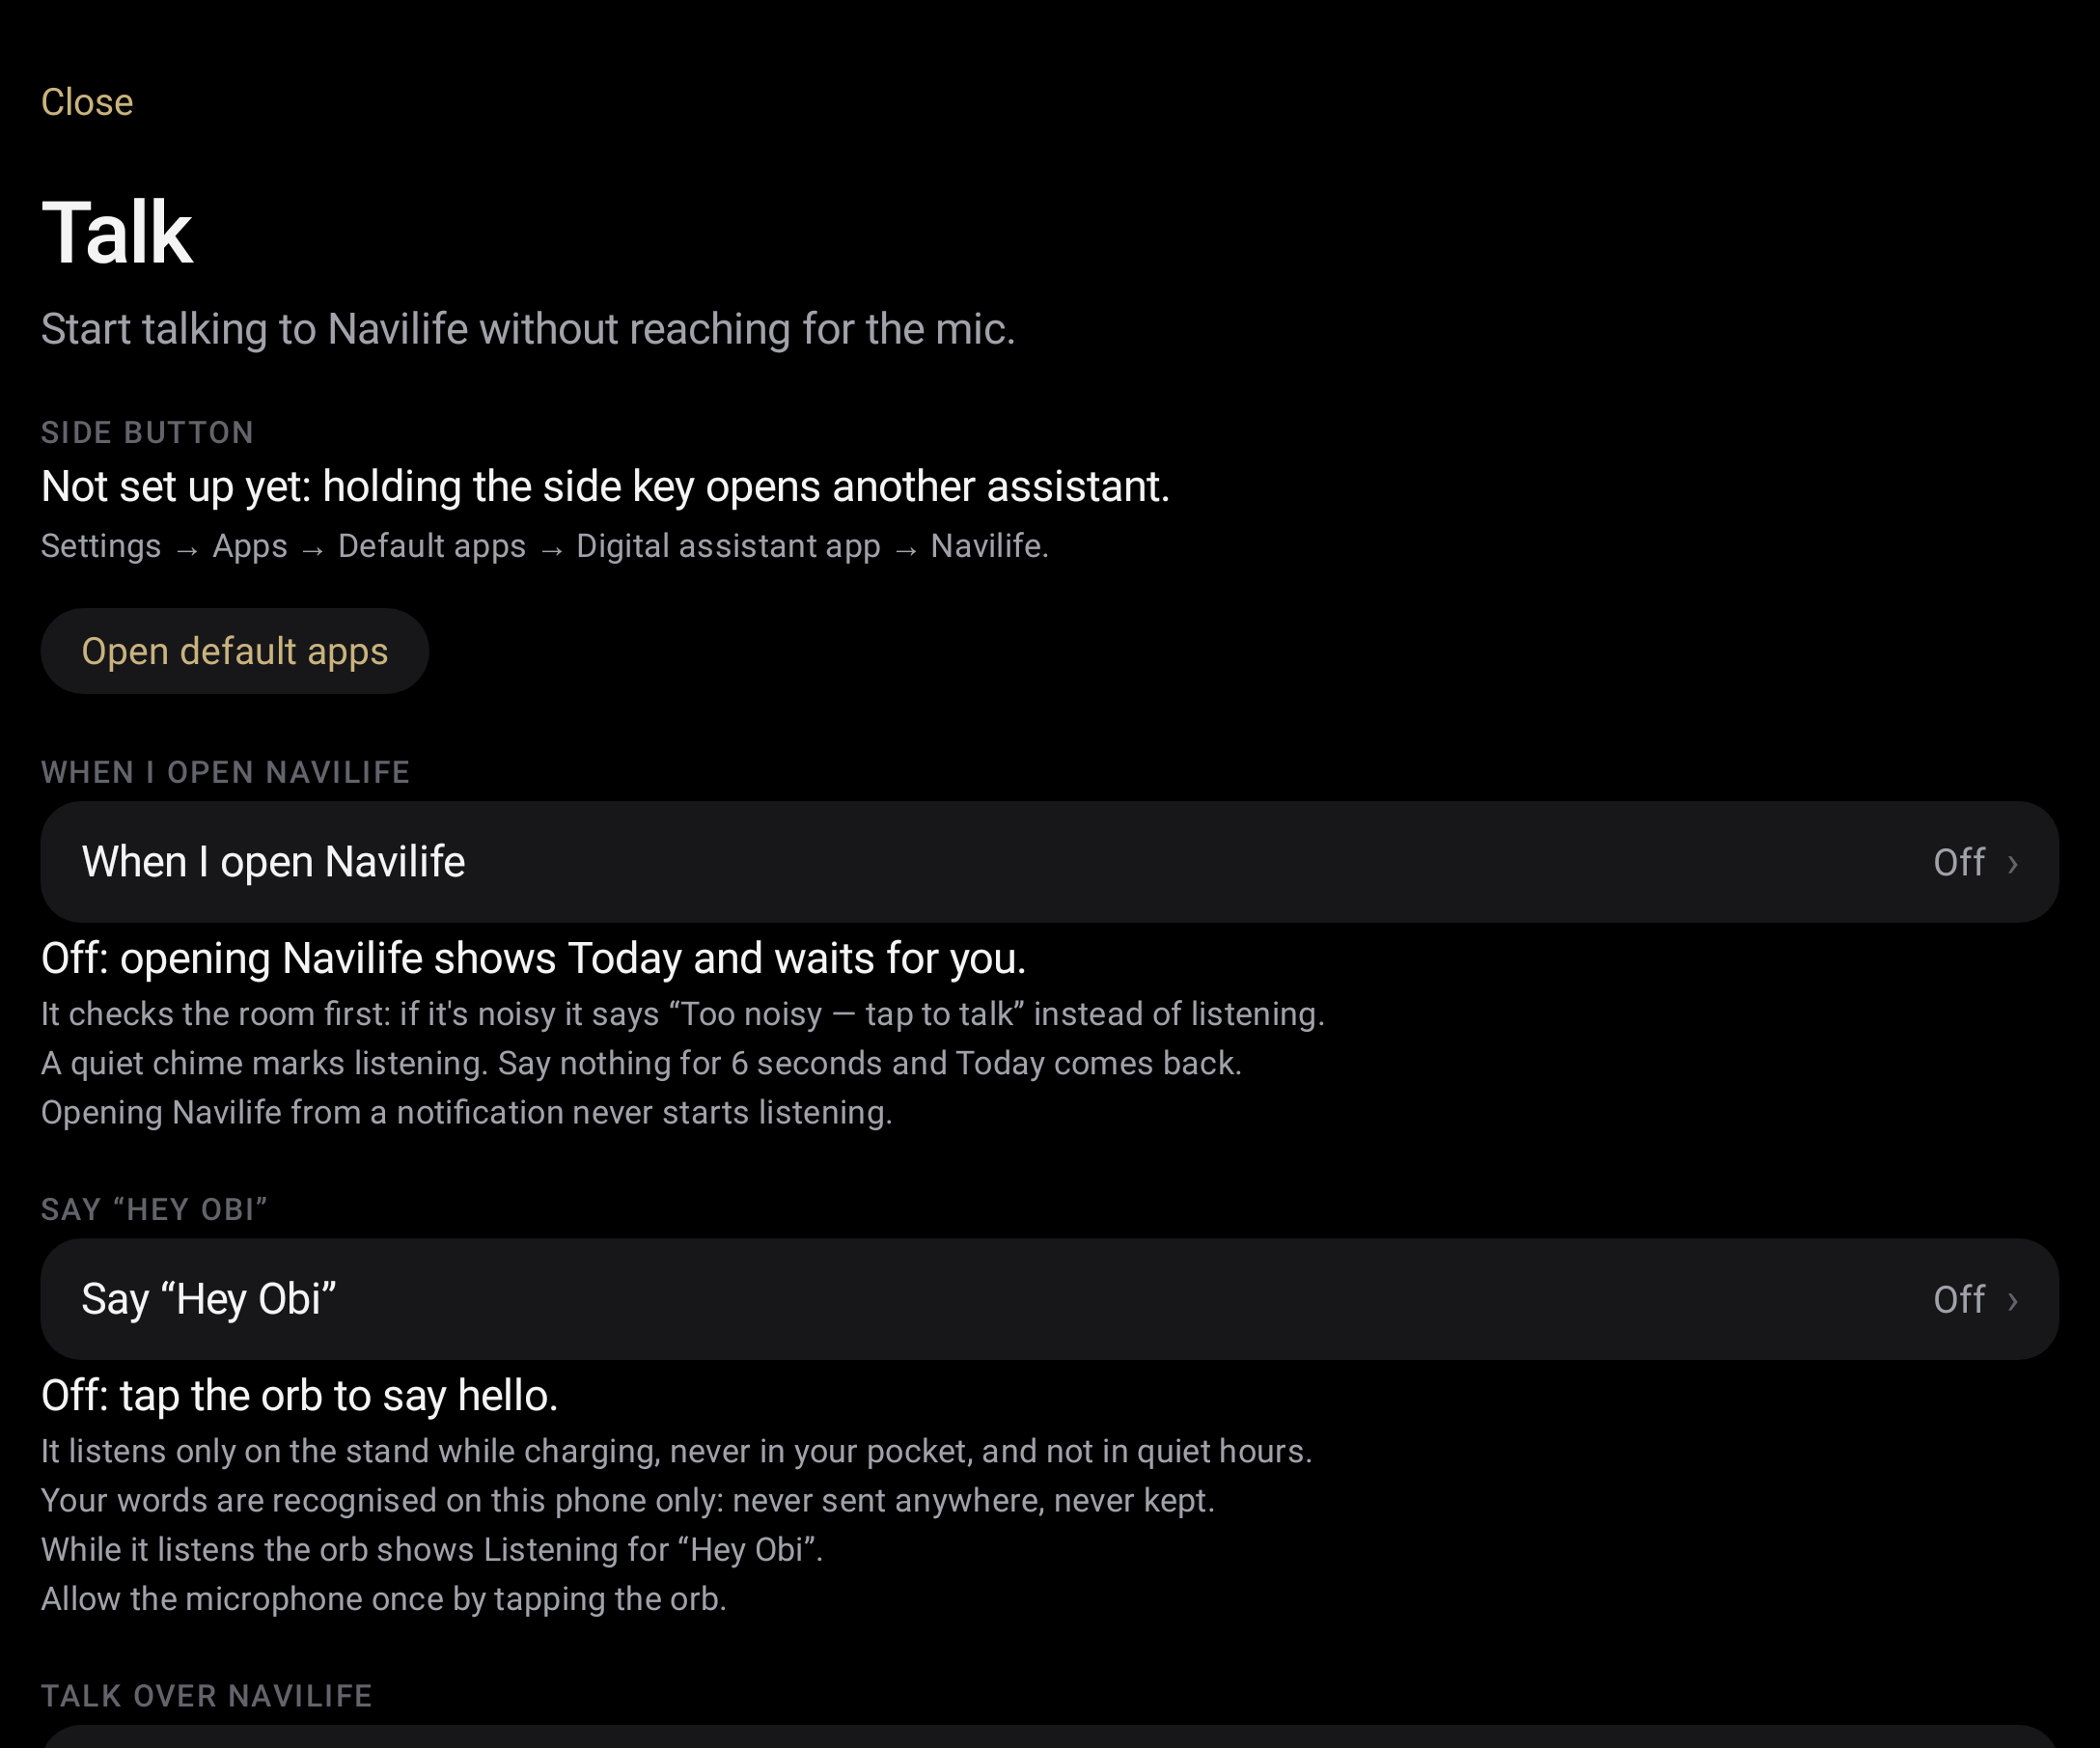 Close
Talk
Start talking to Navilife without reaching for the mic.
SIDE BUTTON
Not set up yet: holding the side key opens another assistant.
Settings → Apps → Default apps → Digital assistant app → Navilife.
Open default apps
WHEN I OPEN NAVILIFE
When I open Navilife Off ›
Off: opening Navilife shows Today and waits for you.
It checks the room first: if it's noisy it says “Too noisy — tap to talk” instead of listening.
A quiet chime marks listening. Say nothing for 6 seconds and Today comes back.
Opening Navilife from a notification never starts listening.
SAY “HEY OBI”
Say “Hey Obi” Off ›
Off: tap the orb to say hello.
It listens only on the stand while charging, never in your pocket, and not in quiet hours.
Your words are recognised on this phone only: never sent anywhere, never kept.
While it listens the orb shows Listening for “Hey Obi”.
Allow the microphone once by tapping the orb.
TALK OVER NAVILIFE